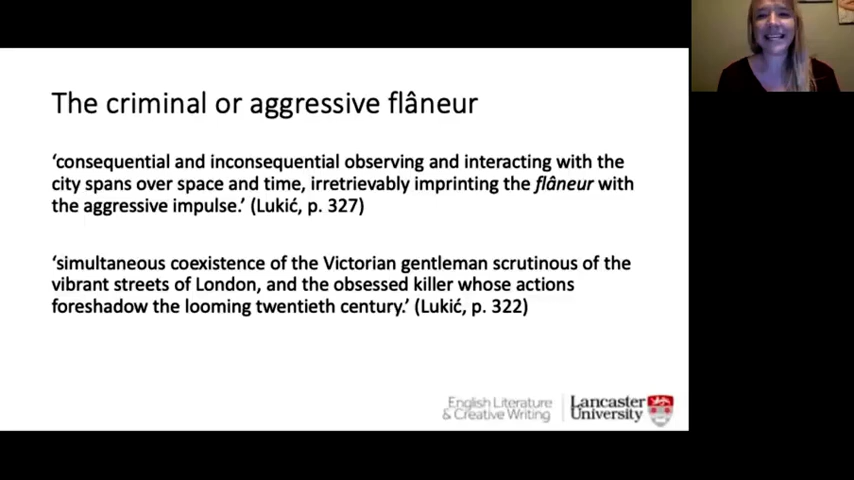 The criminal or aggressive flâneur
‘consequential and inconsequential observing and interacting with the
city spans over space and time, irretrievably imprinting the flâneur with
the aggressive impulse.’ (Lukić, p. 327)
‘simultaneous coexistence of the Victorian gentleman scrutinous of the
vibrant streets of London, and the obsessed killer whose actions
foreshadow the looming twentieth century.’ (Lukić, p. 322)
English Literature
& Creative Writing
Lancaster
University